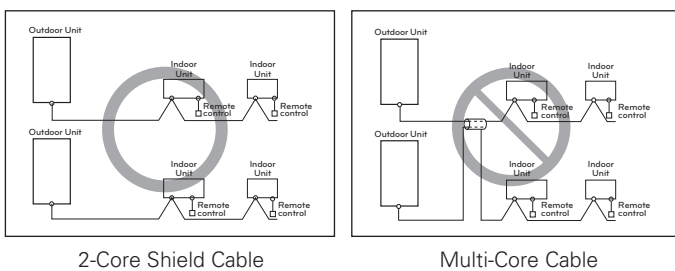 Outdoor Unit
Indoor
Unit
Indoor
Unit
Remote
control
Remote
control
Outdoor Unit
Indoor
Unit
Indoor
Unit
Remote
control
Remote
control
2-Core Shield Cable
Outdoor Unit
Indoor
Unit
Indoor
Unit
Remote
control
Remote
control
Outdoor Unit
Indoor
Unit
Indoor
Unit
Remote
control
Remote
control
Multi-Core Cable